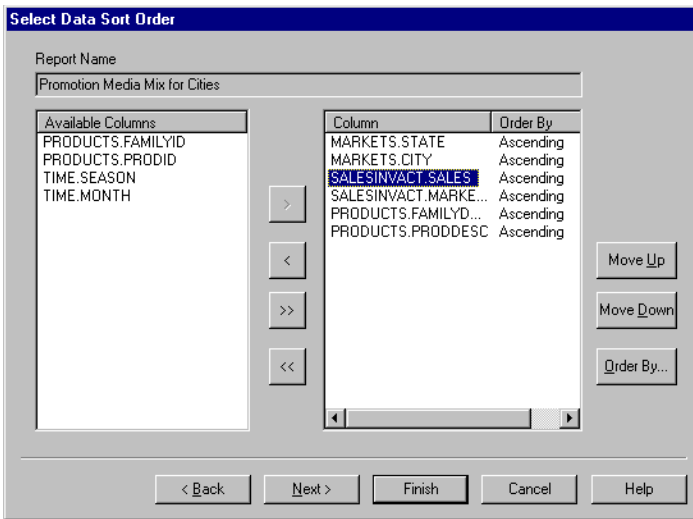 Select Data Sort Order
Report Name
Promotion Media Mix for Cities
Available Columns
PRODUCTS.FAMILYID
PRODUCTS.PRODID
TIME.SEASON
TIME.MONTH
>
<
>>
<<
Column Order By
MARKETS.STATE Ascending
MARKETS.CITY Ascending
SALESINVACT.SALES Ascending
SALESINVACT.MARKE... Ascending
PRODUCTS.FAMILYD... Ascending
PRODUCTS.PRODDESC Ascending
Move Up
Move Down
Order By...
< Back Next > Finish Cancel Help